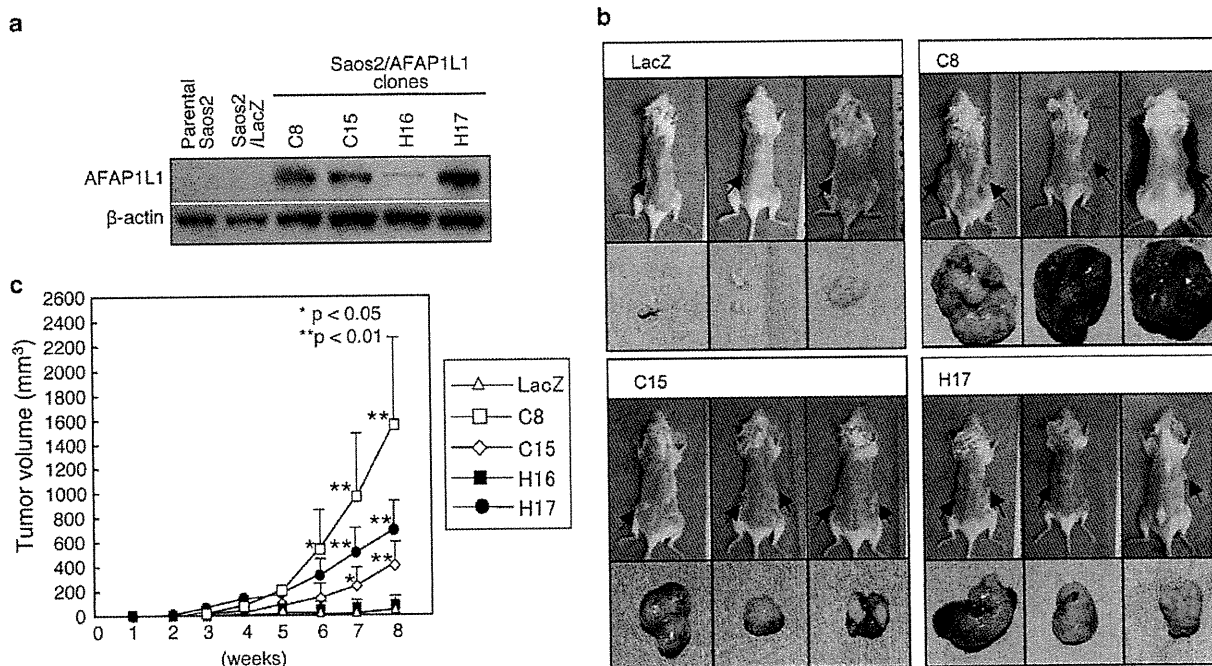 a
Saos2/AFAP1L1
clones
Parental
Saos2
Saos2
/LacZ
C8
C15
H16
H17
AFAP1L1
β-actin
b
LacZ
C8
C15
H17
c
2600
2400
2200
2000
1800
1600
1400
1200
1000
800
600
400
200
0
Tumor volume (mm³)
* p < 0.05
**p < 0.01
**
**
*
**
**
*
**
0 1 2 3 4 5 6 7 8
(weeks)
LacZ
C8
C15
H16
H17